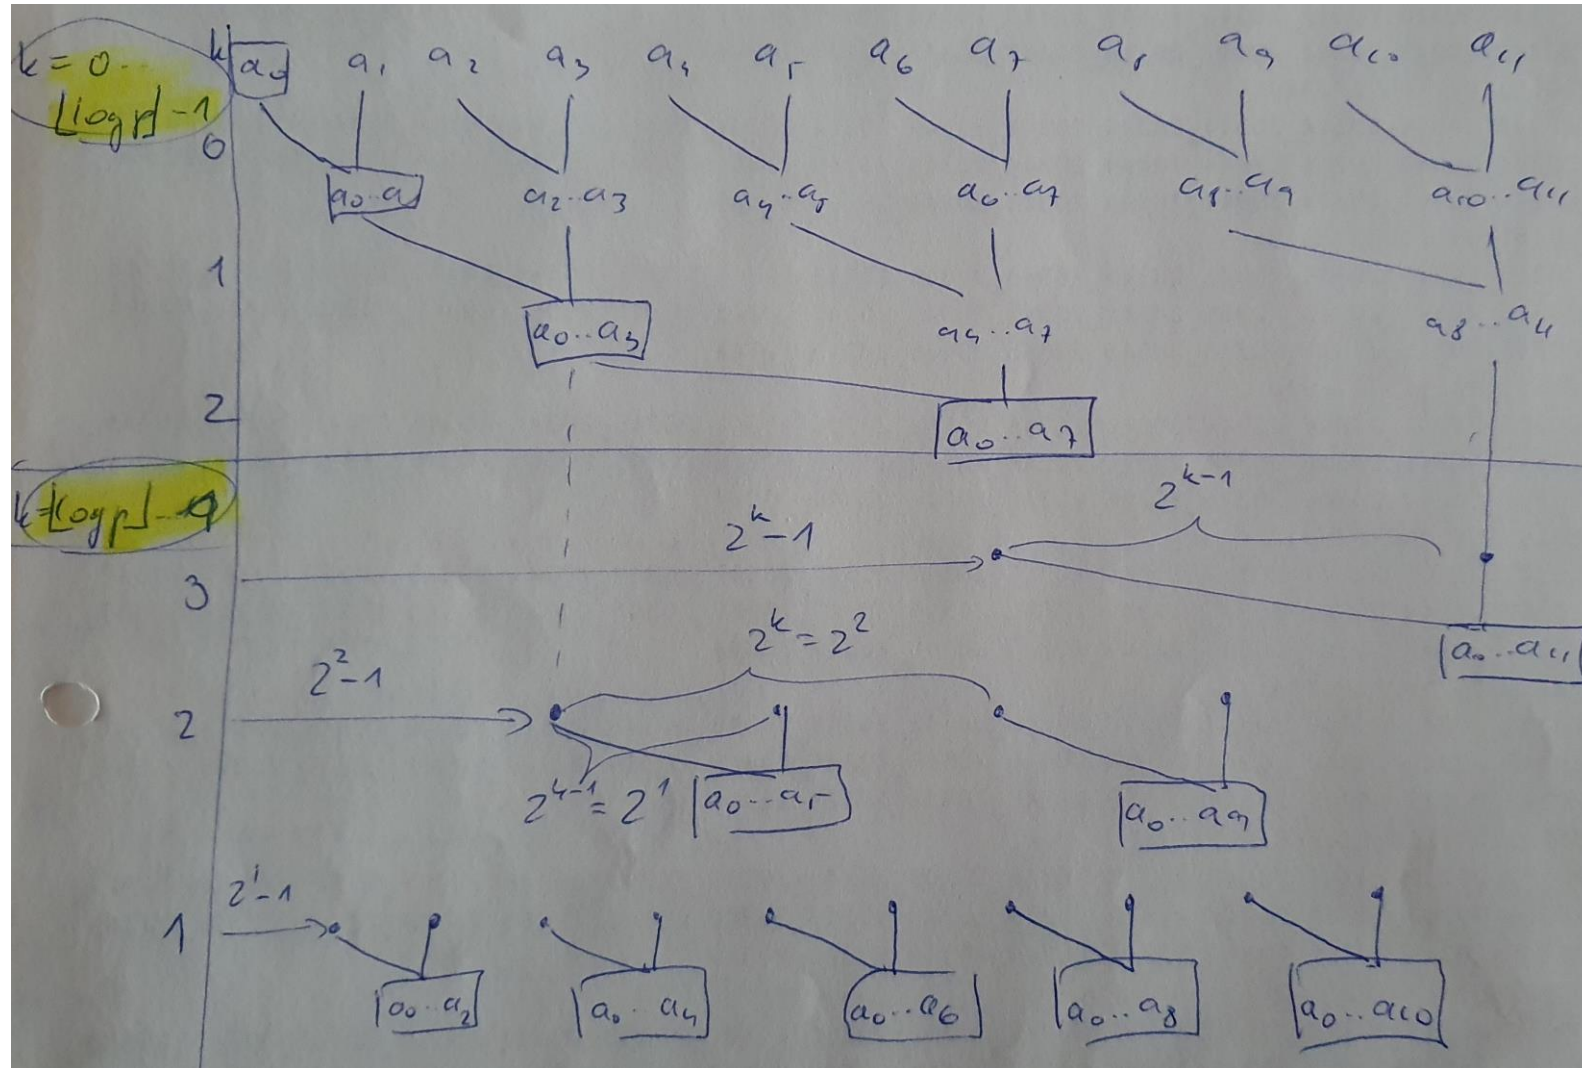 k = 0 ..
⌊log p⌋ - 1
k
a₀ a₁ a₂ a₃ a₄ a₅ a₆ a₇ a₈ a₉ a₁₀ a₁₁
0
a₀..a₁ a₂..a₃ a₄..a₅ a₆..a₇ a₈..a₉ a₁₀..a₁₁
1
a₀..a₃ a₄..a₇ a₈..a₁₁
2
a₀..a₇
k=⌊log p⌋...1
2^k-1 2^{k-1}
3
a₀..a₁₁
2^k = 2^2
2^2-1
2
2^{k-1} = 2^1 a₀...a₅ a₀..a₉
2^1-1
1
a₀..a₂ a₀..a₄ a₀..a₆ a₀..a₈ a₀..a₁₀